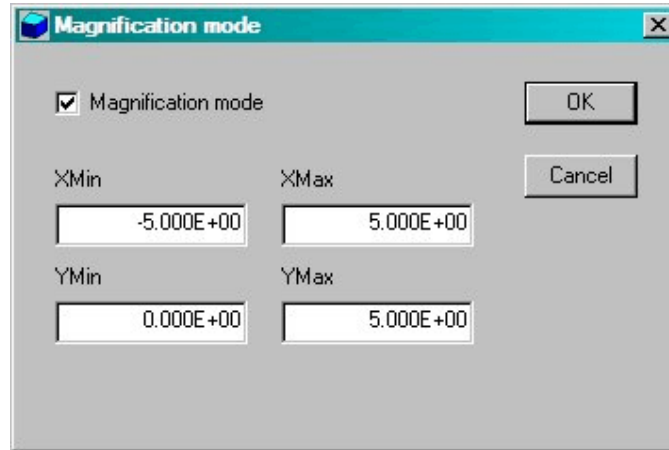 Magnification mode
Magnification mode
OK
Cancel
XMin XMax
-5.000E+00 5.000E+00
YMin YMax
0.000E+00 5.000E+00